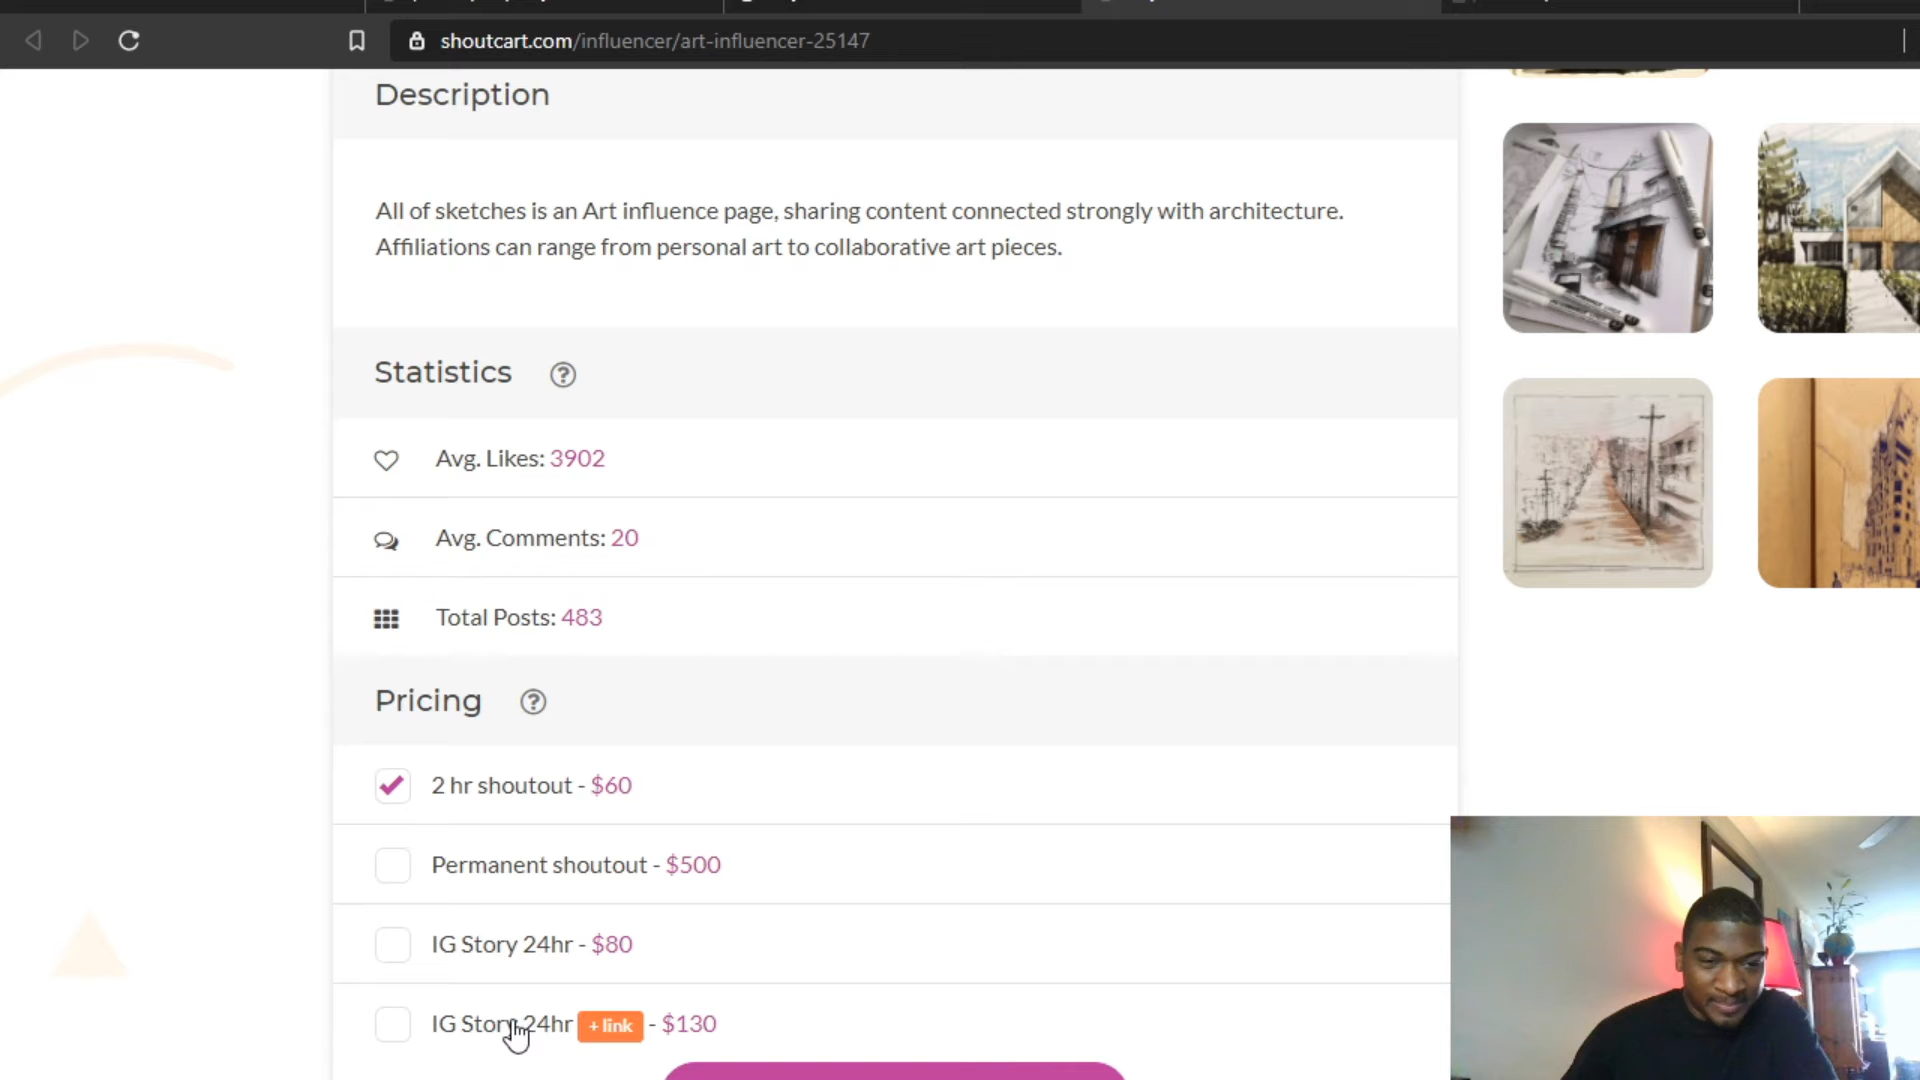 shoutcart.com/influencer/art-influencer-25147
Description
All of sketches is an Art influence page, sharing content connected strongly with architecture.
Affiliations can range from personal art to collaborative art pieces.
Statistics ?
Avg. Likes: 3902
Avg. Comments: 20
Total Posts: 483
Pricing ?
2 hr shoutout - $60
Permanent shoutout - $500
IG Story 24hr - $80
IG Story 24hr + link - $130